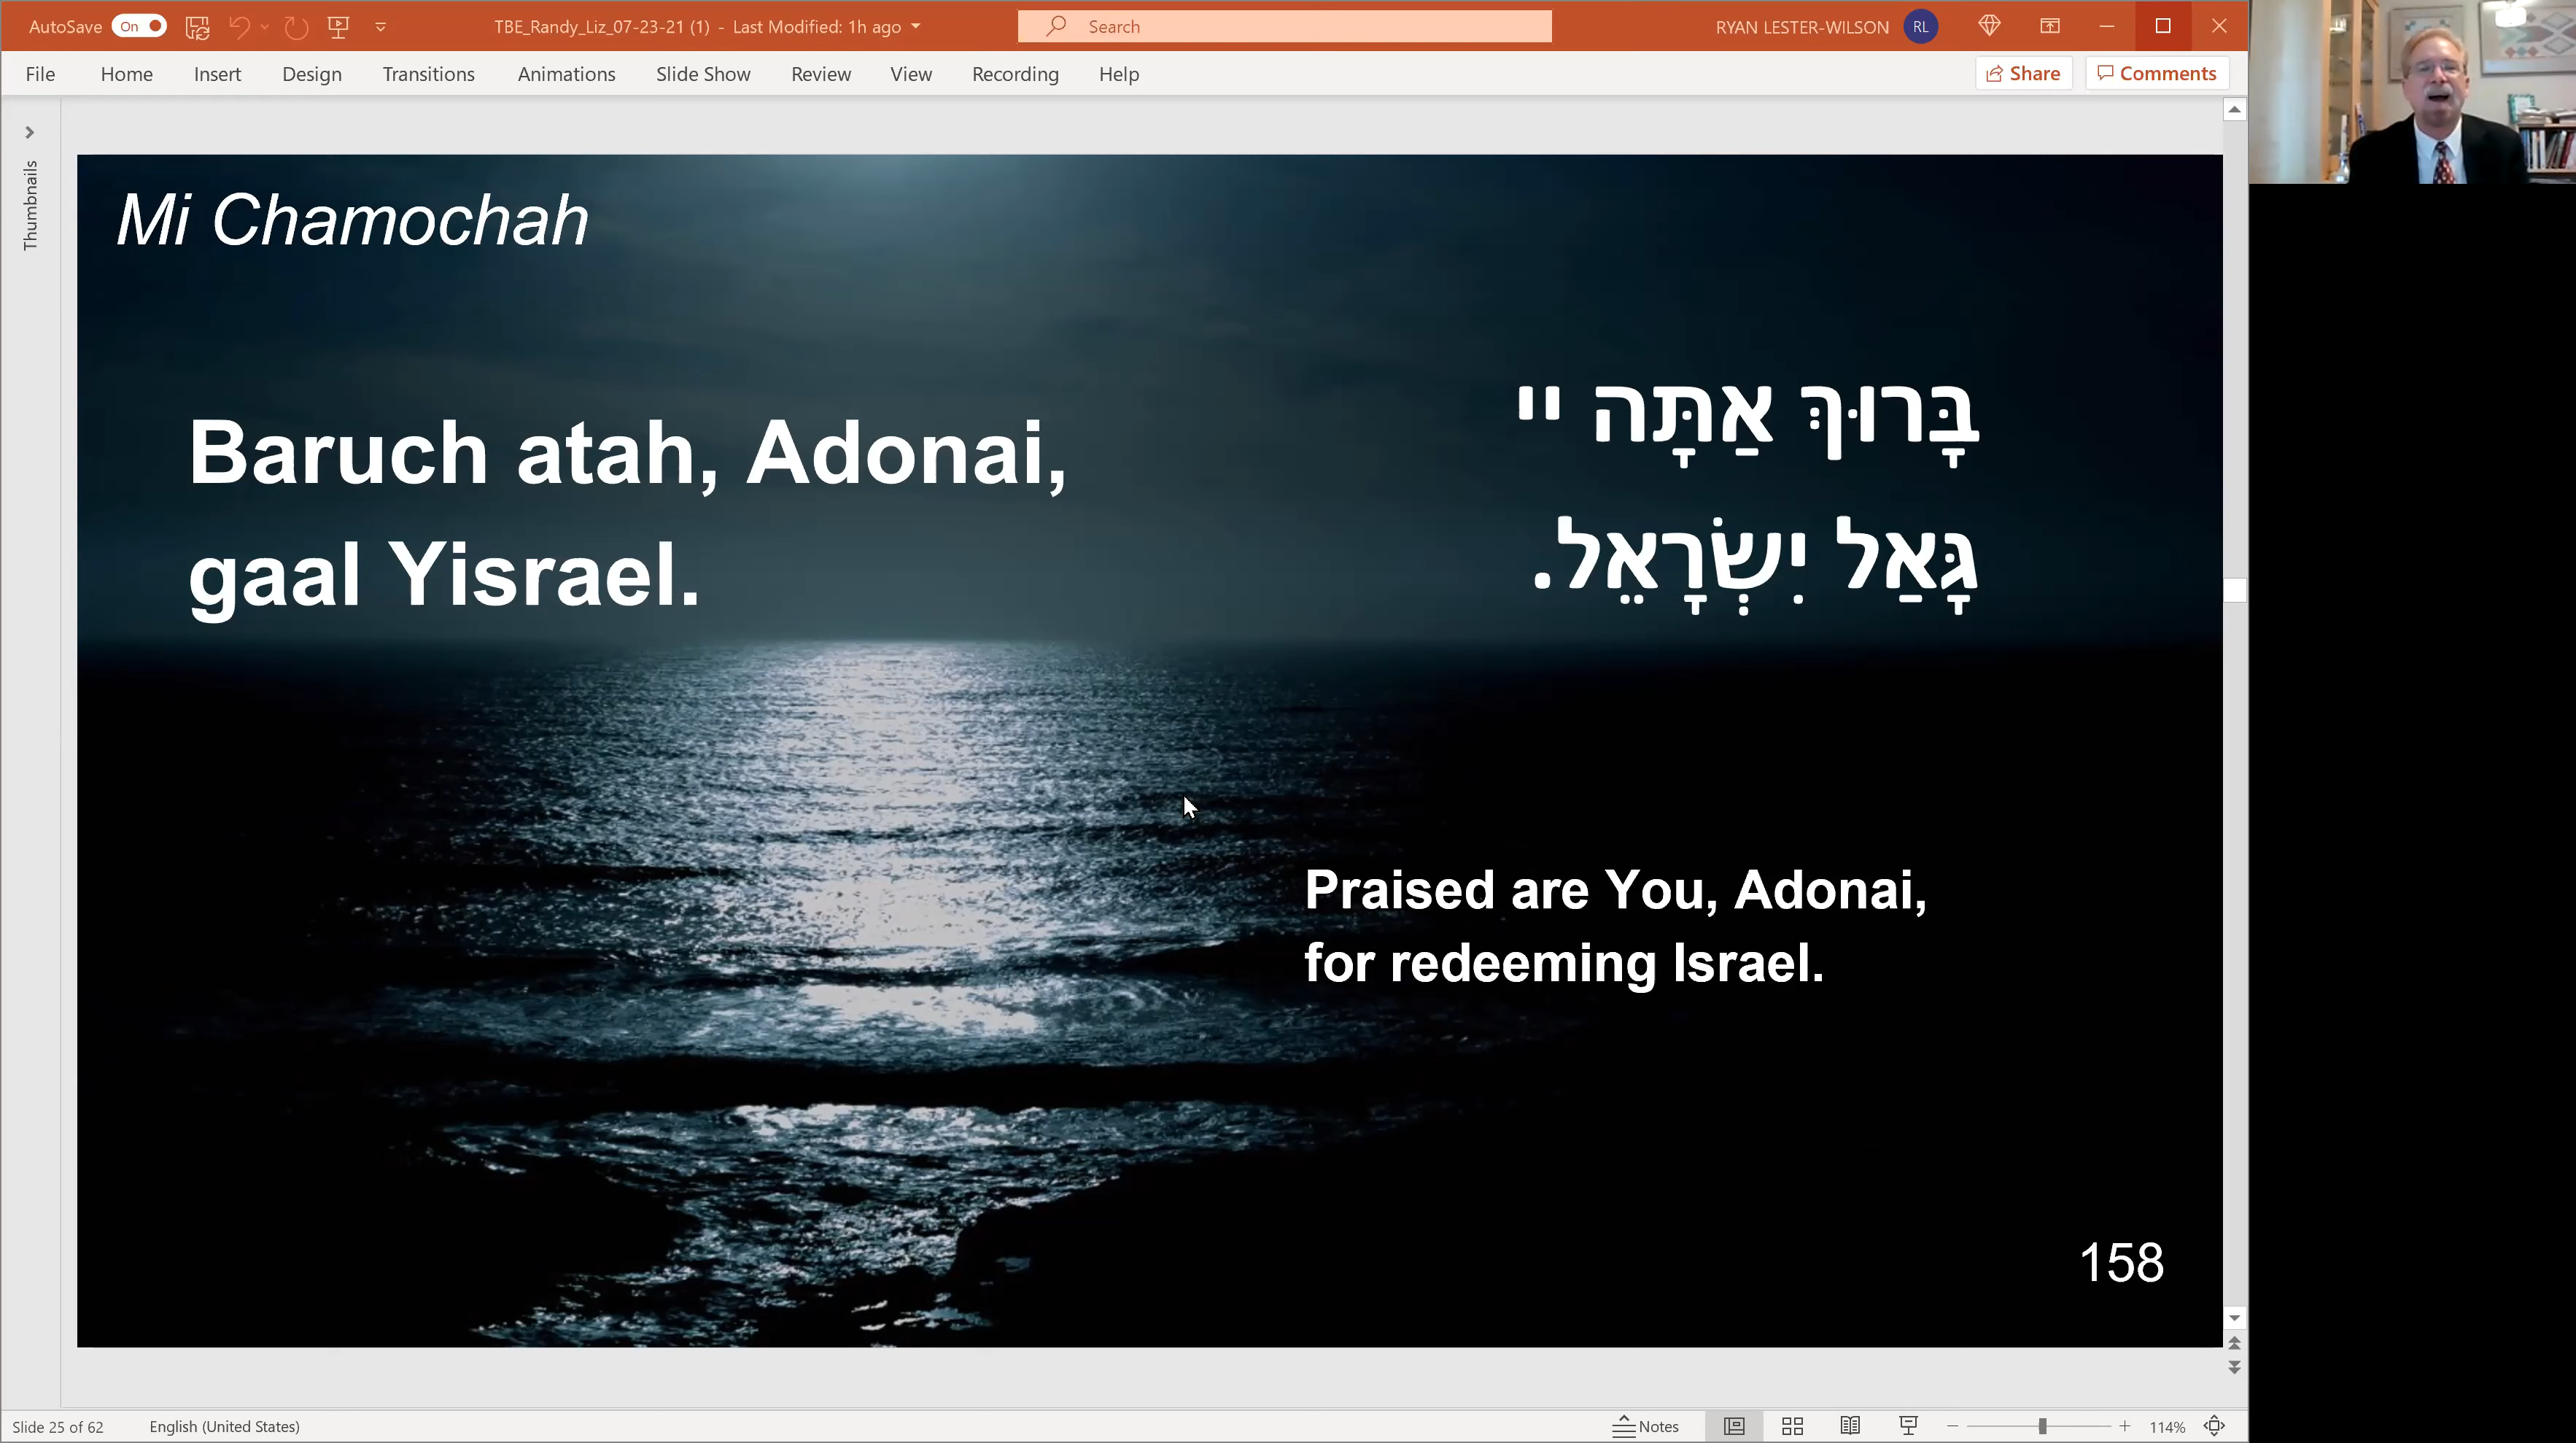 AutoSave On
TBE_Randy_Liz_07-23-21 (1) - Last Modified: 1h ago
Search
RYAN LESTER-WILSON RL
File Home Insert Design Transitions Animations Slide Show Review View Recording Help
Share Comments
Thumbnails
Mi Chamochah
Baruch atah, Adonai,
gaal Yisrael.
בָּרוּךְ אַתָּה יי
גָּאַל יִשְׂרָאֵל.
Praised are You, Adonai,
for redeeming Israel.
158
Slide 25 of 62 English (United States)
Notes
114%